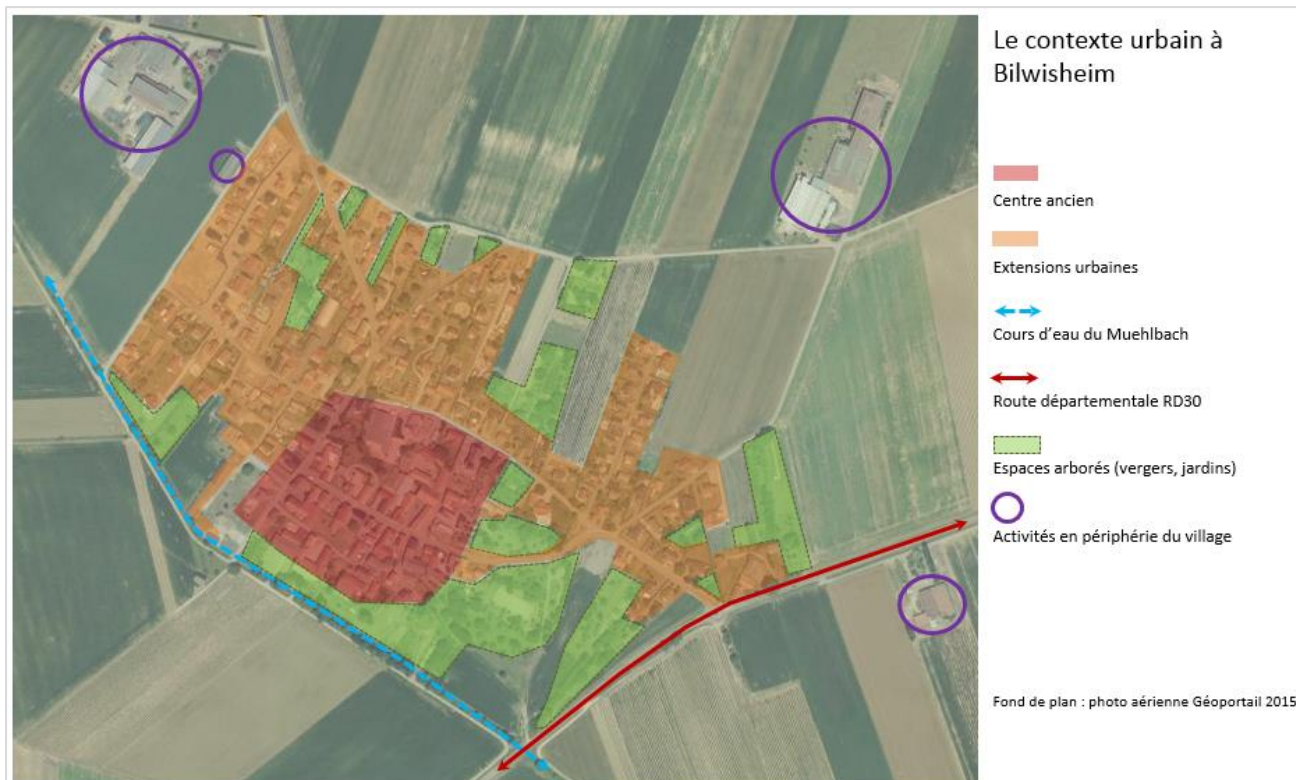 Le contexte urbain à
Bilwisheim
Centre ancien
Extensions urbaines
Cours d'eau du Muehlbach
Route départementale RD30
Espaces arborés (vergers, jardins)
Activités en périphérie du village
Fond de plan : photo aérienne Géoportail 2015